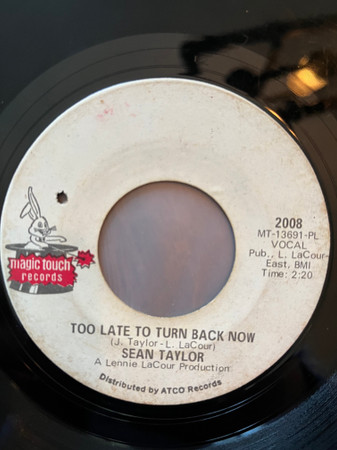 magic touch
records
2008
MT-13691-PL
VOCAL
Pub., L. LaCour-
East, BMI
Time: 2:20
TOO LATE TO TURN BACK NOW
(J. Taylor-L. LaCour)
SEAN TAYLOR
A Lennie LaCour Production
Distributed by ATCO Records